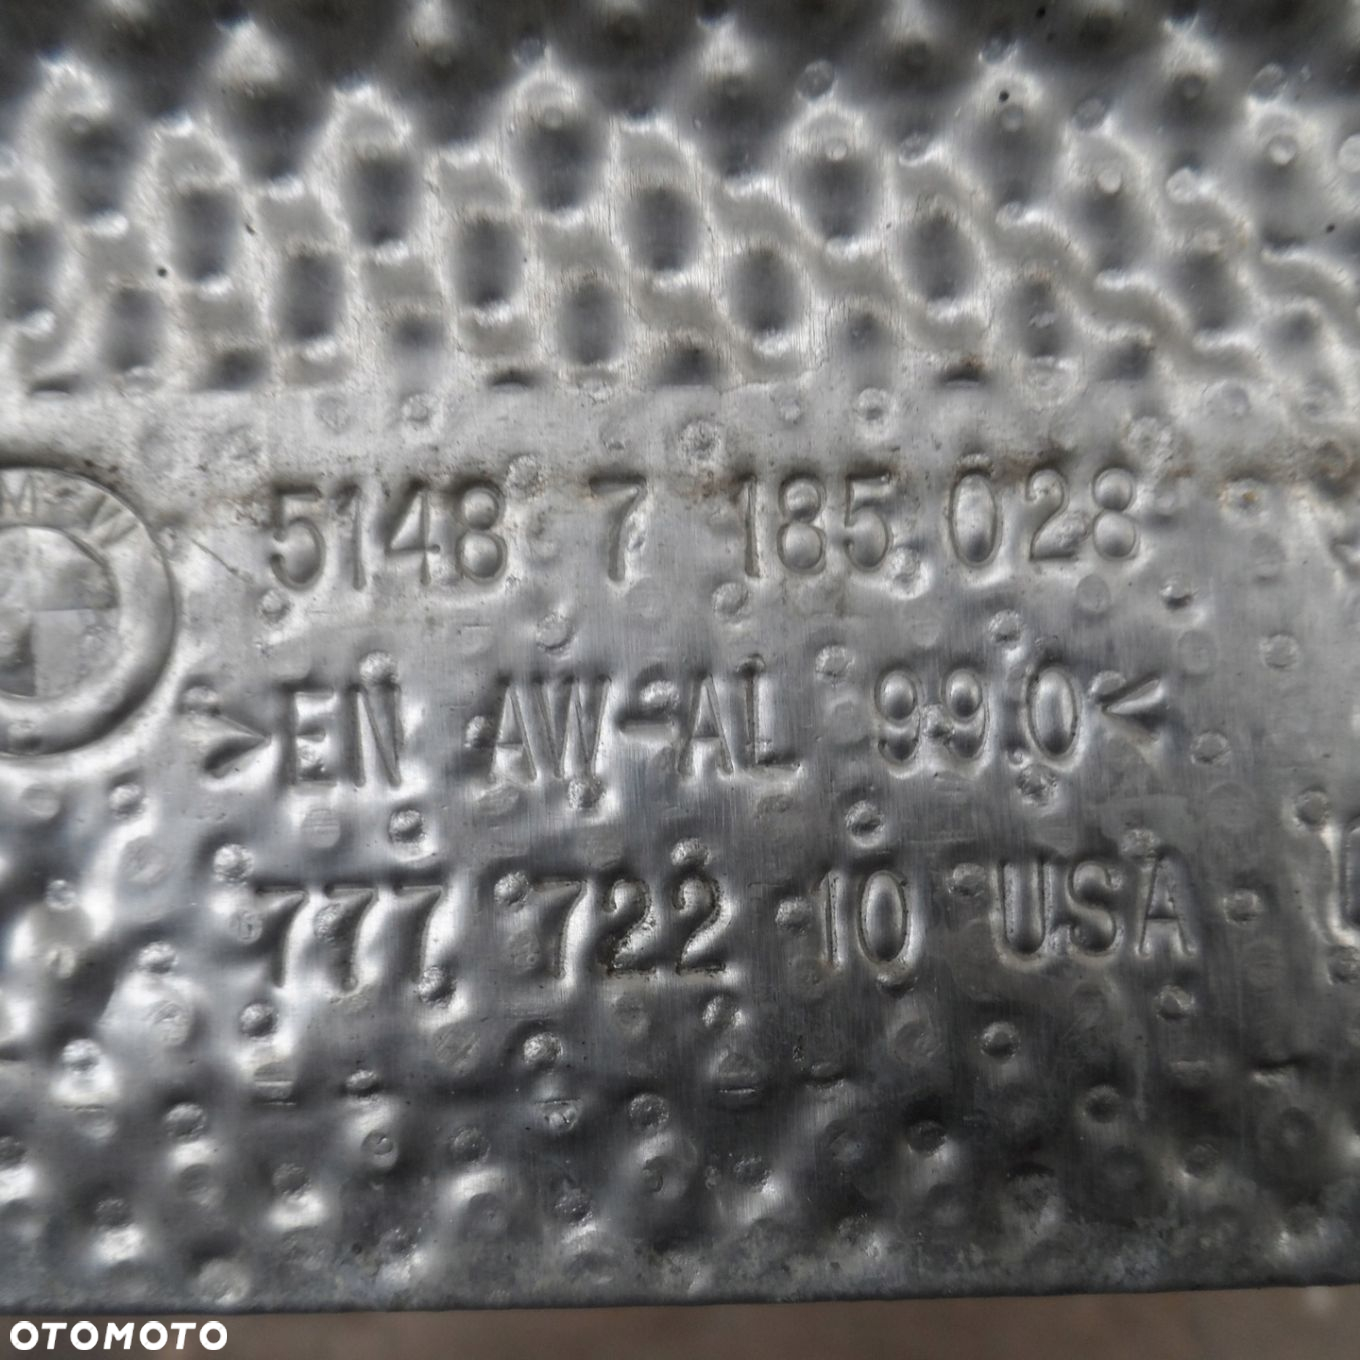 5148 7 185 028
>EN AW-AL 99.0<
777 722 10 USA
OTOMOTO